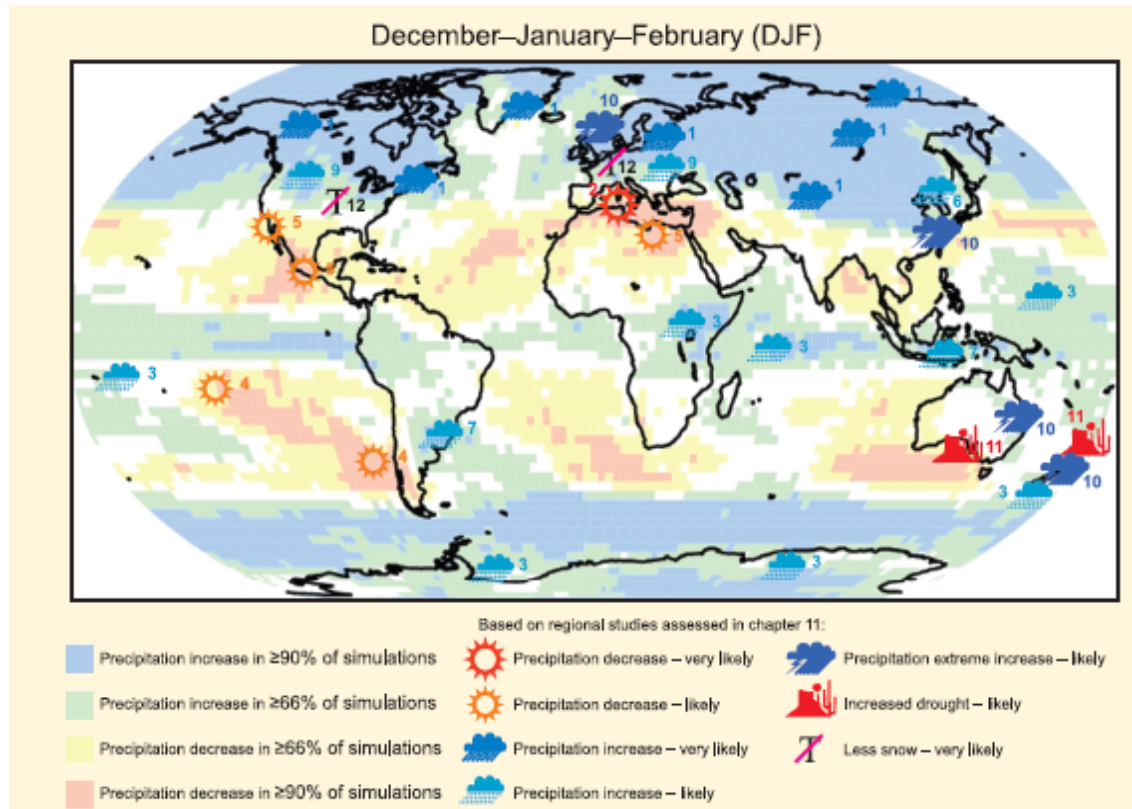 December–January–February (DJF)
1
10
1
1
1
1
9
12
1
12
9
1
6
2
10
5
5
6
3
3
3
7
3
4
7
10
11
11
4
3
10
3
3
Based on regional studies assessed in chapter 11:
Precipitation increase in ≥90% of simulations
Precipitation decrease – very likely
Precipitation extreme increase – likely
Precipitation increase in ≥66% of simulations
Precipitation decrease – likely
Increased drought – likely
Precipitation decrease in ≥66% of simulations
Precipitation increase – very likely
T Less snow – very likely
Precipitation decrease in ≥90% of simulations
Precipitation increase – likely